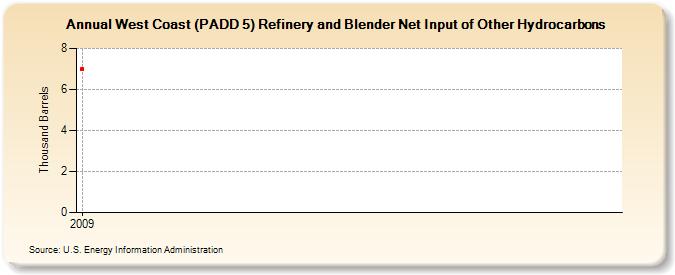 Annual West Coast (PADD 5) Refinery and Blender Net Input of Other Hydrocarbons
Thousand Barrels
8
6
4
2
0
2009
Source: U.S. Energy Information Administration